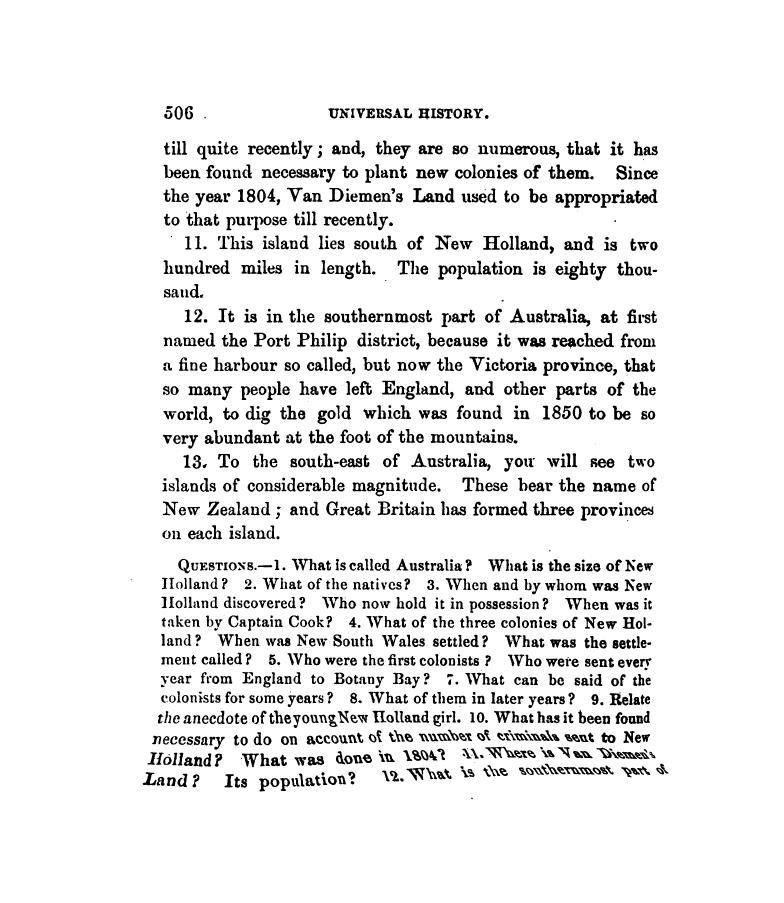 506 UNIVERSAL HISTORY.
till quite recently; and, they are so numerous, that it has
been found necessary to plant new colonies of them. Since
the year 1804, Van Diemen's Land used to be appropriated
to that purpose till recently.
11. This island lies south of New Holland, and is two
hundred miles in length. The population is eighty thou-
sand.
12. It is in the southernmost part of Australia, at first
named the Port Philip district, because it was reached from
a fine harbour so called, but now the Victoria province, that
so many people have left England, and other parts of the
world, to dig the gold which was found in 1850 to be so
very abundant at the foot of the mountains.
13. To the south-east of Australia, you will see two
islands of considerable magnitude. These bear the name of
New Zealand; and Great Britain has formed three provinces
on each island.
QUESTIONS.—1. What is called Australia? What is the size of New
Holland? 2. What of the natives? 3. When and by whom was New
Holland discovered? Who now hold it in possession? When was it
taken by Captain Cook? 4. What of the three colonies of New Hol-
land? When was New South Wales settled? What was the settle-
ment called? 5. Who were the first colonists? Who were sent every
year from England to Botany Bay? 7. What can be said of the
colonists for some years? 8. What of them in later years? 9. Relate
the anecdote of the young New Holland girl. 10. What has it been found
necessary to do on account of the number of criminals sent to New
Holland? What was done in 1804? 11. Where is Van Diemen's
Land? Its population? 12. What is the southernmost part of